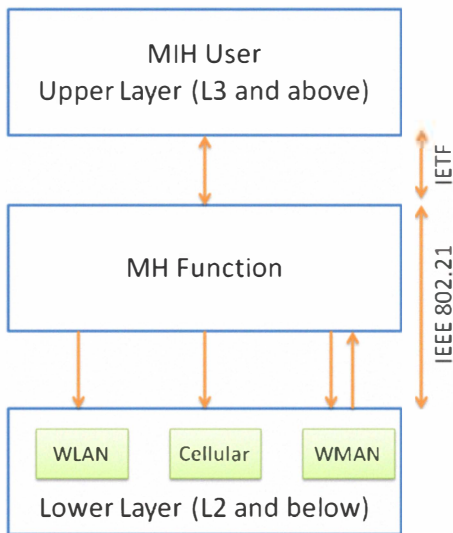 MIH User
Upper Layer (L3 and above)
IETF
MH Function
IEEE 802.21
WLAN
Cellular
WMAN
Lower Layer (L2 and below)